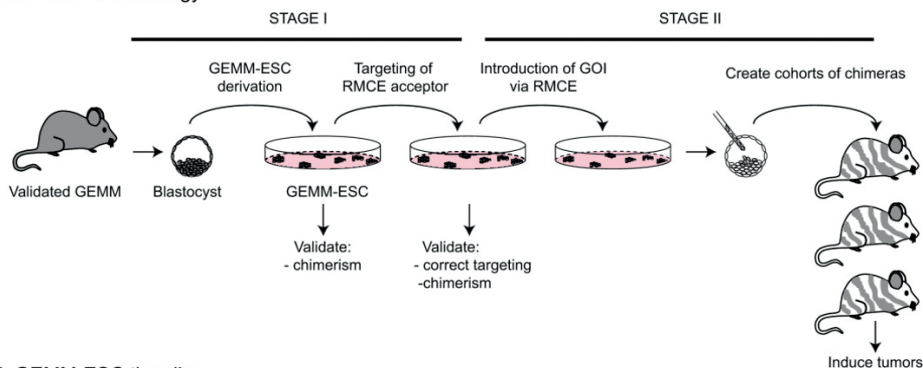 STAGE I
STAGE II
GEMM-ESC
derivation
Targeting of
RMCE acceptor
Introduction of GOI
via RMCE
Create cohorts of chimeras
Validated GEMM
Blastocyst
GEMM-ESC
Validate:
- chimerism
Validate:
- correct targeting
-chimerism
Induce tumors